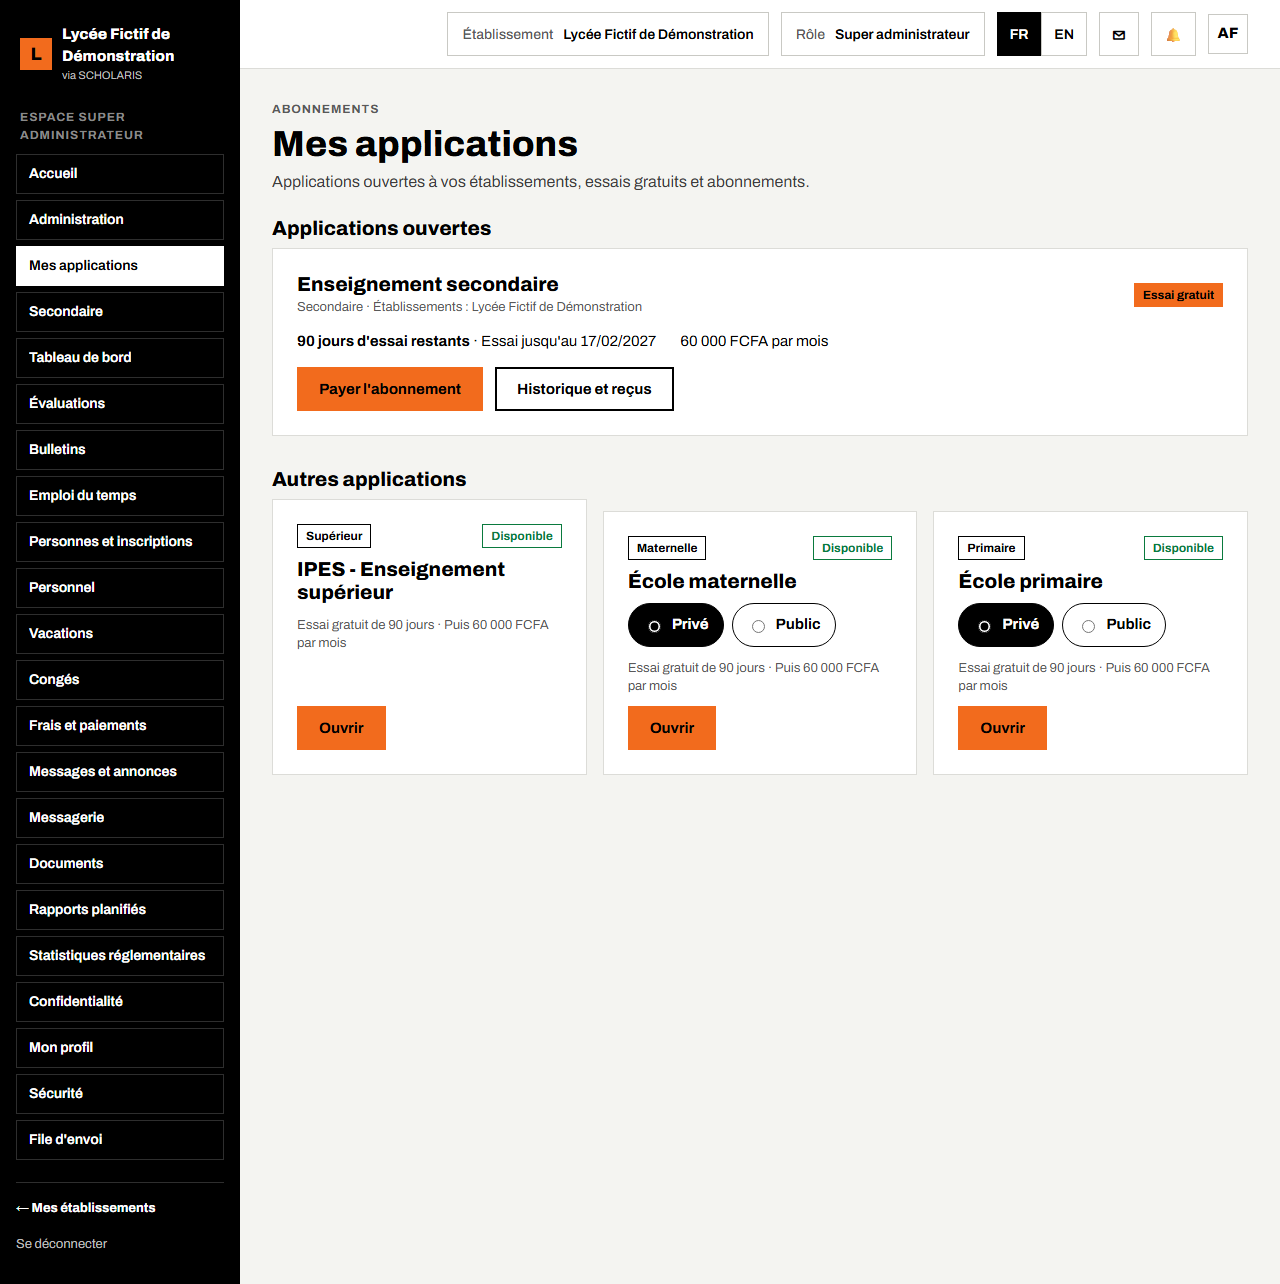 L
Lycée Fictif de
Démonstration
via SCHOLARIS
ESPACE SUPER
ADMINISTRATEUR
Accueil
Administration
Mes applications
Secondaire
Tableau de bord
Évaluations
Bulletins
Emploi du temps
Personnes et inscriptions
Personnel
Vacations
Congés
Frais et paiements
Messages et annonces
Messagerie
Documents
Rapports planifiés
Statistiques réglementaires
Confidentialité
Mon profil
Sécurité
File d'envoi
← Mes établissements
Se déconnecter
Établissement Lycée Fictif de Démonstration
Rôle Super administrateur
FR EN
AF
ABONNEMENTS
Mes applications
Applications ouvertes à vos établissements, essais gratuits et abonnements.
Applications ouvertes
Enseignement secondaire
Secondaire · Établissements : Lycée Fictif de Démonstration
Essai gratuit
90 jours d'essai restants · Essai jusqu'au 17/02/2027 60 000 FCFA par mois
Payer l'abonnement
Historique et reçus
Autres applications
Supérieur
Disponible
IPES - Enseignement
supérieur
Essai gratuit de 90 jours · Puis 60 000 FCFA
par mois
Ouvrir
Maternelle
Disponible
École maternelle
Privé
Public
Essai gratuit de 90 jours · Puis 60 000 FCFA
par mois
Ouvrir
Primaire
Disponible
École primaire
Privé
Public
Essai gratuit de 90 jours · Puis 60 000 FCFA
par mois
Ouvrir